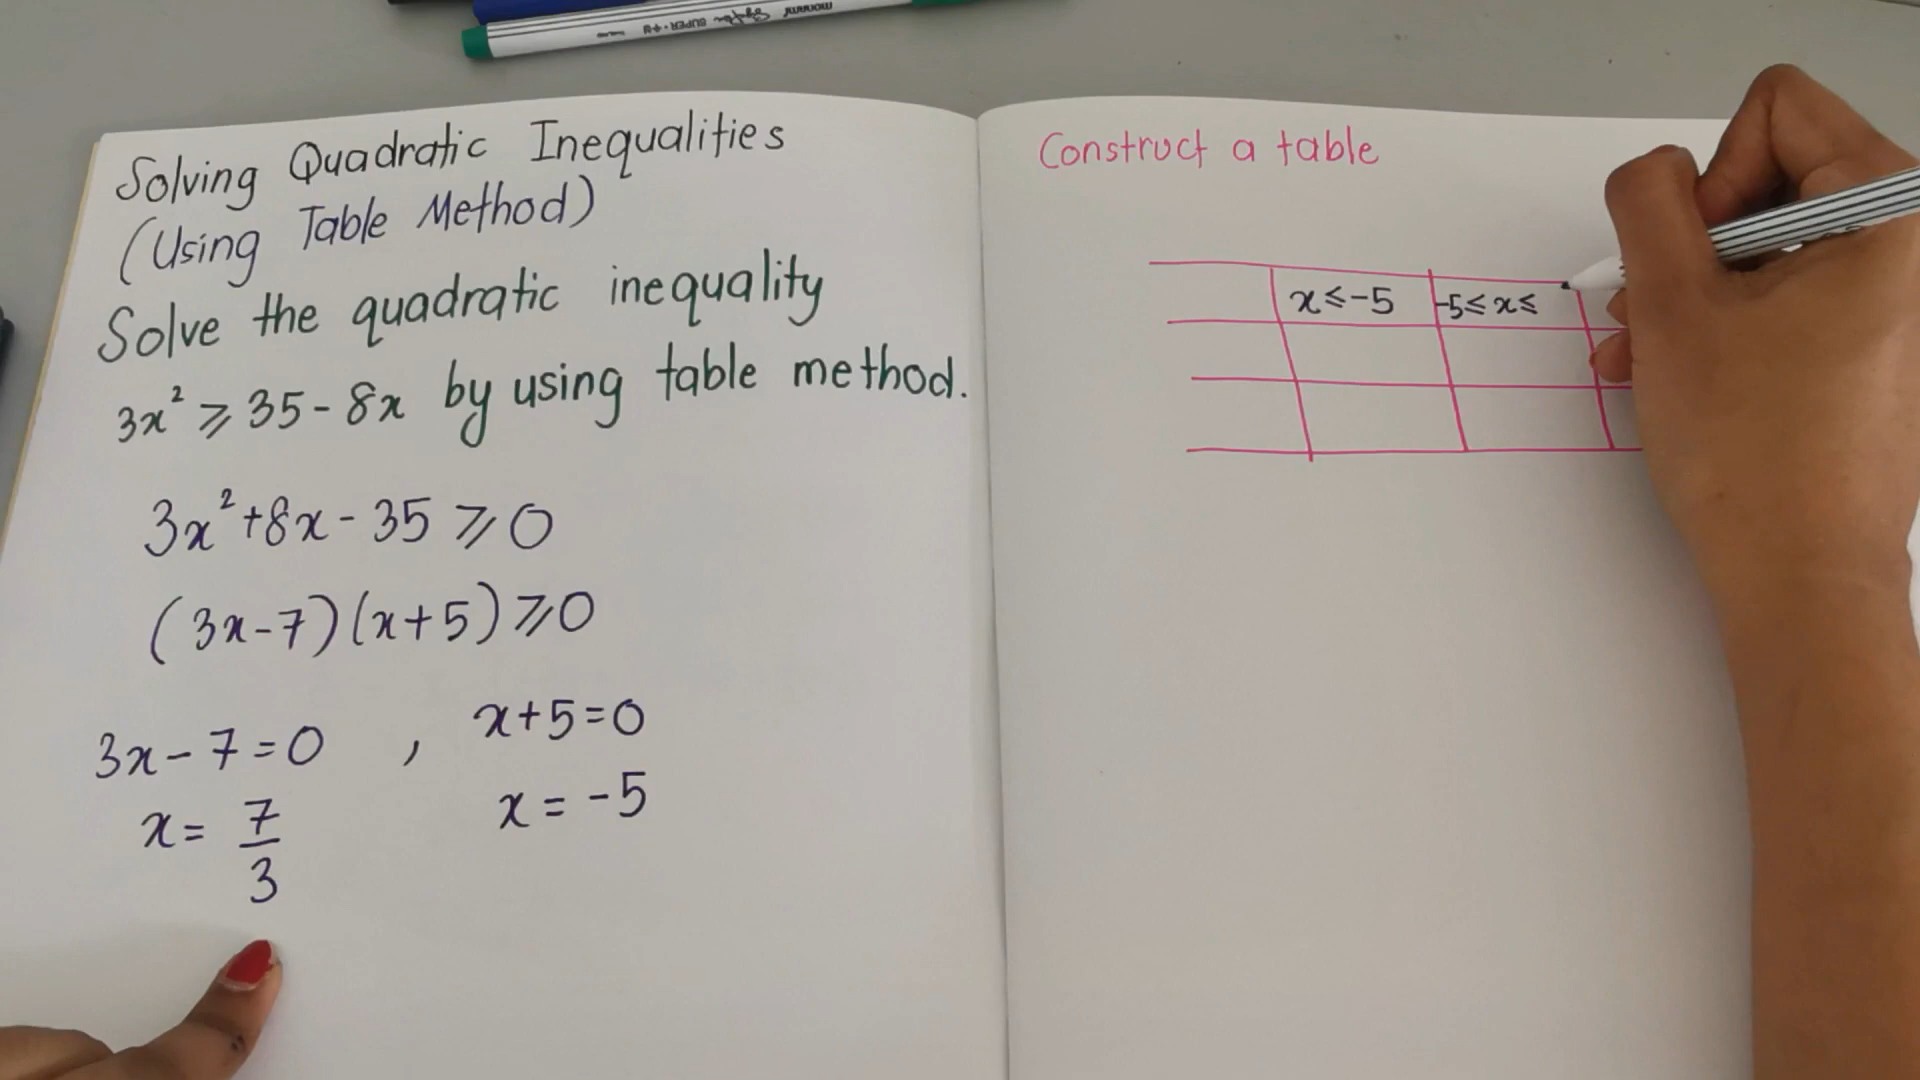 Solving Quadratic Inequalities
(Using Table Method)
Solve the quadratic inequality
3x² ⩾ 35 - 8x by using table method.
3x² + 8x - 35 ⩾ 0
(3x - 7)(x + 5) ⩾ 0
3x - 7 = 0 , x + 5 = 0
x = 7/3 x = -5
Construct a table
x ≤ -5 -5 ≤ x ≤
SUPER